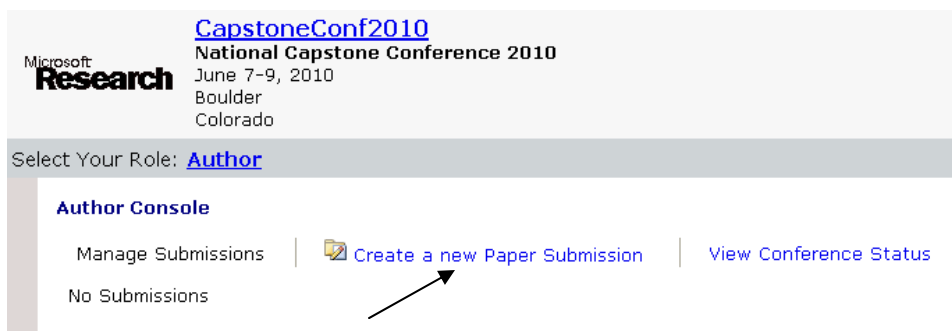 CapstoneConf2010
National Capstone Conference 2010
Microsoft
Research
June 7-9, 2010
Boulder
Colorado
Select Your Role: Author
Author Console
Manage Submissions Create a new Paper Submission View Conference Status
No Submissions